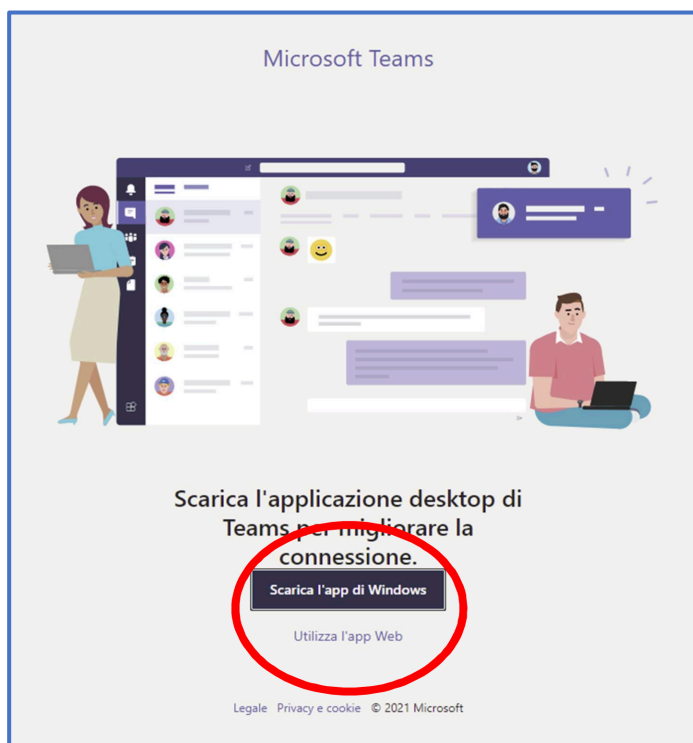 Microsoft Teams
Scarica l'applicazione desktop di
Teams per migliorare la
connessione.
Scarica l'app di Windows
Utilizza l'app Web
Legale Privacy e cookie © 2021 Microsoft